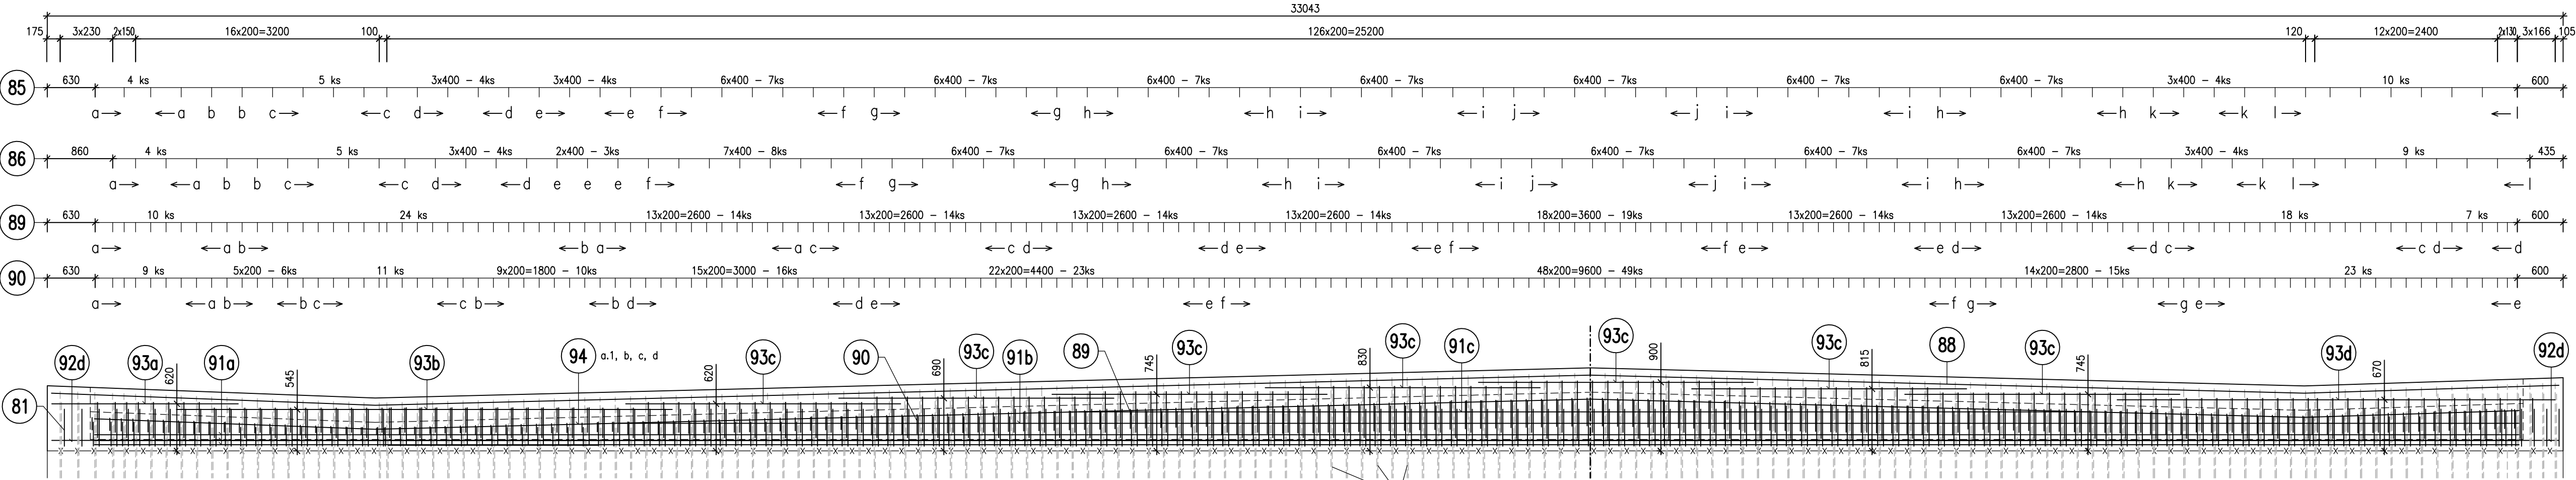 33043
175 3x230 2x150 16x200=3200 100 126x200=25200 120 12x200=2400 2x130 3x166 105
85 630 4 ks 5 ks 3x400 - 4ks 3x400 - 4ks 6x400 - 7ks 6x400 - 7ks 6x400 - 7ks 6x400 - 7ks 6x400 - 7ks 6x400 - 7ks 6x400 - 7ks 3x400 - 4ks 10 ks 600
a a b b c c d d e e f f g g h h i i j j i i h h k k l l
86 860 4 ks 5 ks 3x400 - 4ks 2x400 - 3ks 7x400 - 8ks 6x400 - 7ks 6x400 - 7ks 6x400 - 7ks 6x400 - 7ks 6x400 - 7ks 6x400 - 7ks 3x400 - 4ks 9 ks 435
a a b b c c d d e e e f f g g h h i i j j i i h h k k l l
89 630 10 ks 24 ks 13x200=2600 - 14ks 13x200=2600 - 14ks 13x200=2600 - 14ks 13x200=2600 - 14ks 18x200=3600 - 19ks 13x200=2600 - 14ks 13x200=2600 - 14ks 18 ks 7 ks 600
a a b b a a c c d d e e f f e e d d c c d d
90 630 9 ks 5x200 - 6ks 11 ks 9x200=1800 - 10ks 15x200=3000 - 16ks 22x200=4400 - 23ks 48x200=9600 - 49ks 14x200=2800 - 15ks 23 ks 600
a a b b c c b b d d e e f f g g e e
92d 93a 620 91a 545 93b 94 a.1, b, c, d 620 93c 90 690 93c 91b 89 745 93c 830 93c 91c 93c 900 93c 815 88 93c 745 93d 670 92d
81